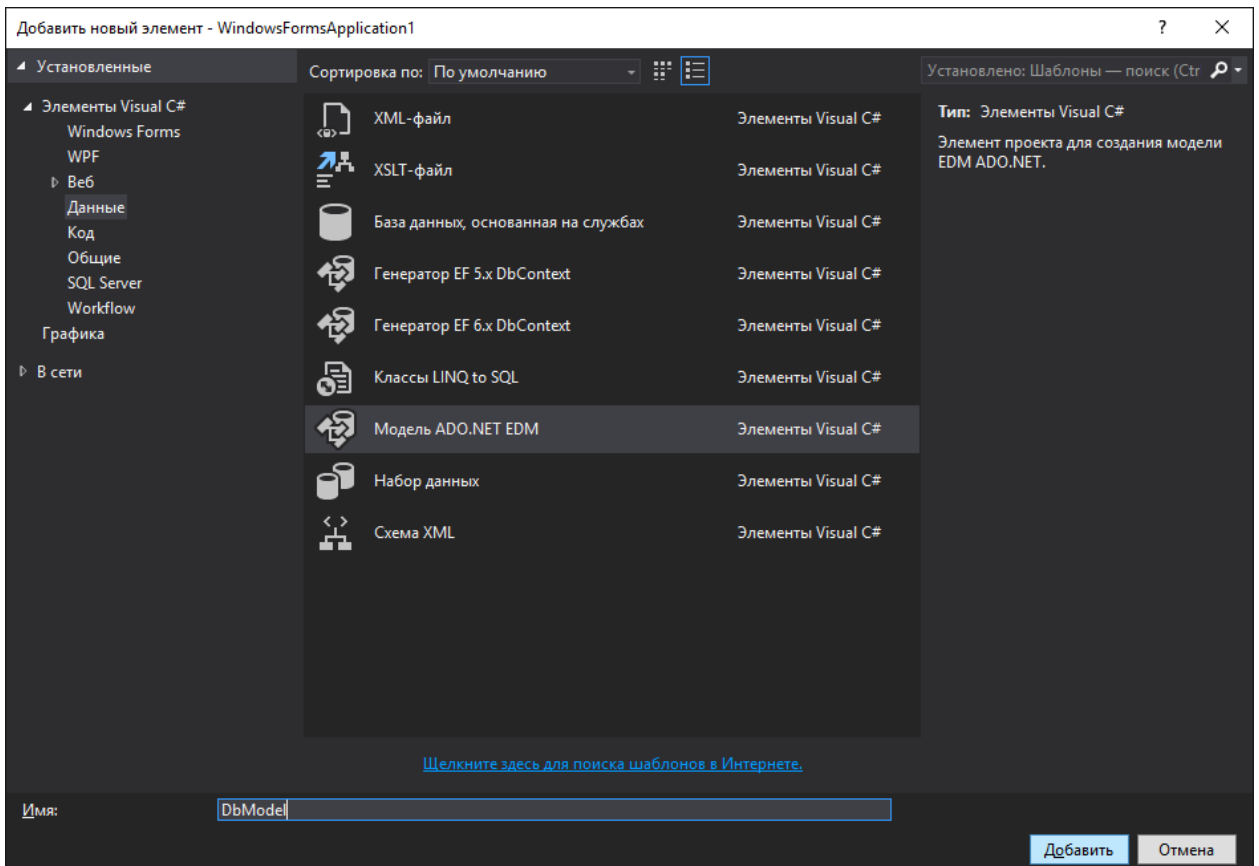 Добавить новый элемент - WindowsFormsApplication1
?
Установленные
Сортировка по: По умолчанию
Установлено: Шаблоны — поиск (Ctr
Элементы Visual C#
Windows Forms
WPF
Веб
Данные
Код
Общие
SQL Server
Workflow
Графика
В сети
XML-файл Элементы Visual C#
XSLT-файл Элементы Visual C#
База данных, основанная на службах Элементы Visual C#
Генератор EF 5.x DbContext Элементы Visual C#
Генератор EF 6.x DbContext Элементы Visual C#
Классы LINQ to SQL Элементы Visual C#
Модель ADO.NET EDM Элементы Visual C#
Набор данных Элементы Visual C#
Схема XML Элементы Visual C#
Тип: Элементы Visual C#
Элемент проекта для создания модели
EDM ADO.NET.
Щелкните здесь для поиска шаблонов в Интернете.
Имя: DbModel
Добавить Отмена